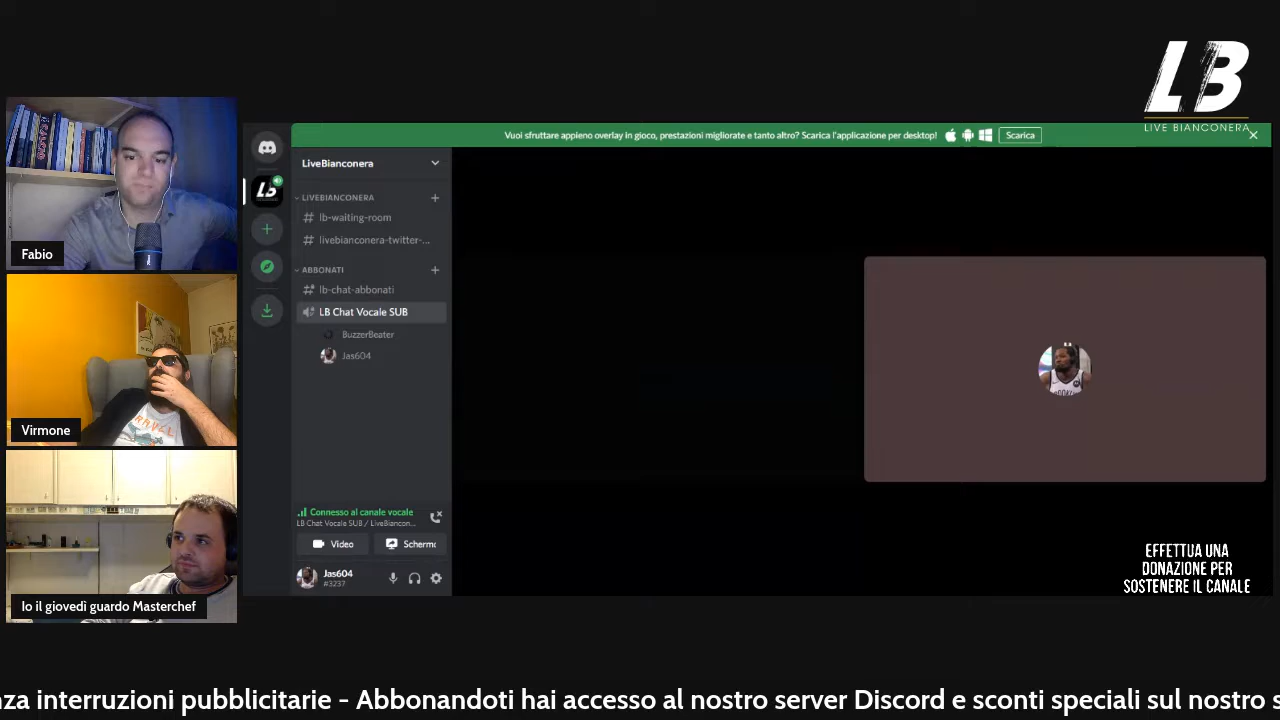 LB
LIVE BIANCONERA
Vuoi sfruttare appieno overlay in gioco, prestazioni migliorate e tanto altro? Scarica l'applicazione per desktop!
Scarica
LiveBianconera
LIVEBIANCONERA
lb-waiting-room
livebianconera-twitter-...
ABBONATI
lb-chat-abbonati
LB Chat Vocale SUB
BuzzerBeater
Jas604
Connesso al canale vocale
LB Chat Vocale SUB / LiveBiancon...
Video
Scherma
Jas604
#3237
Fabio
Virmone
Io il giovedì guardo Masterchef
EFFETTUA UNA
DONAZIONE PER
SOSTENERE IL CANALE
nza interruzioni pubblicitarie - Abbonandoti hai accesso al nostro server Discord e sconti speciali sul nostro s